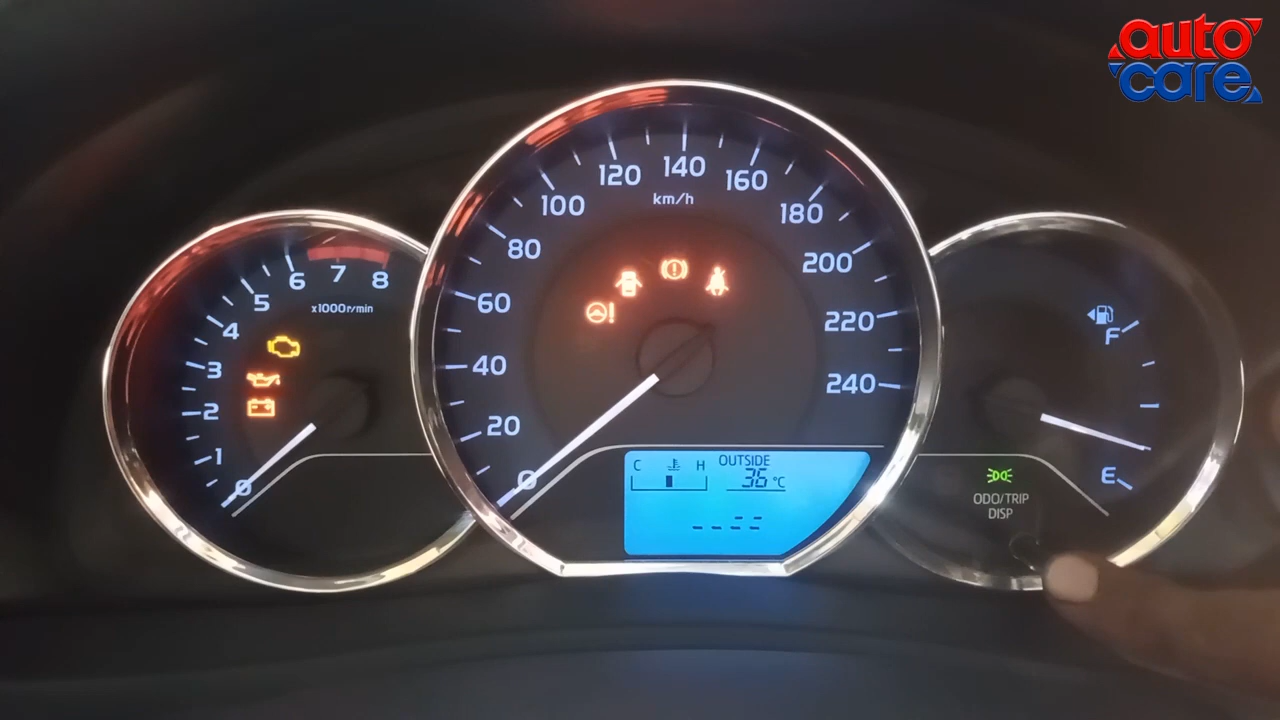 auto
care
140
120
160
km/h
100
180
80
200
60
220
40
240
20
0
6
7
8
5
x1000r/min
4
3
2
1
0
F
E
C
H
OUTSIDE
36 °C
----
ODO/TRIP
DISP